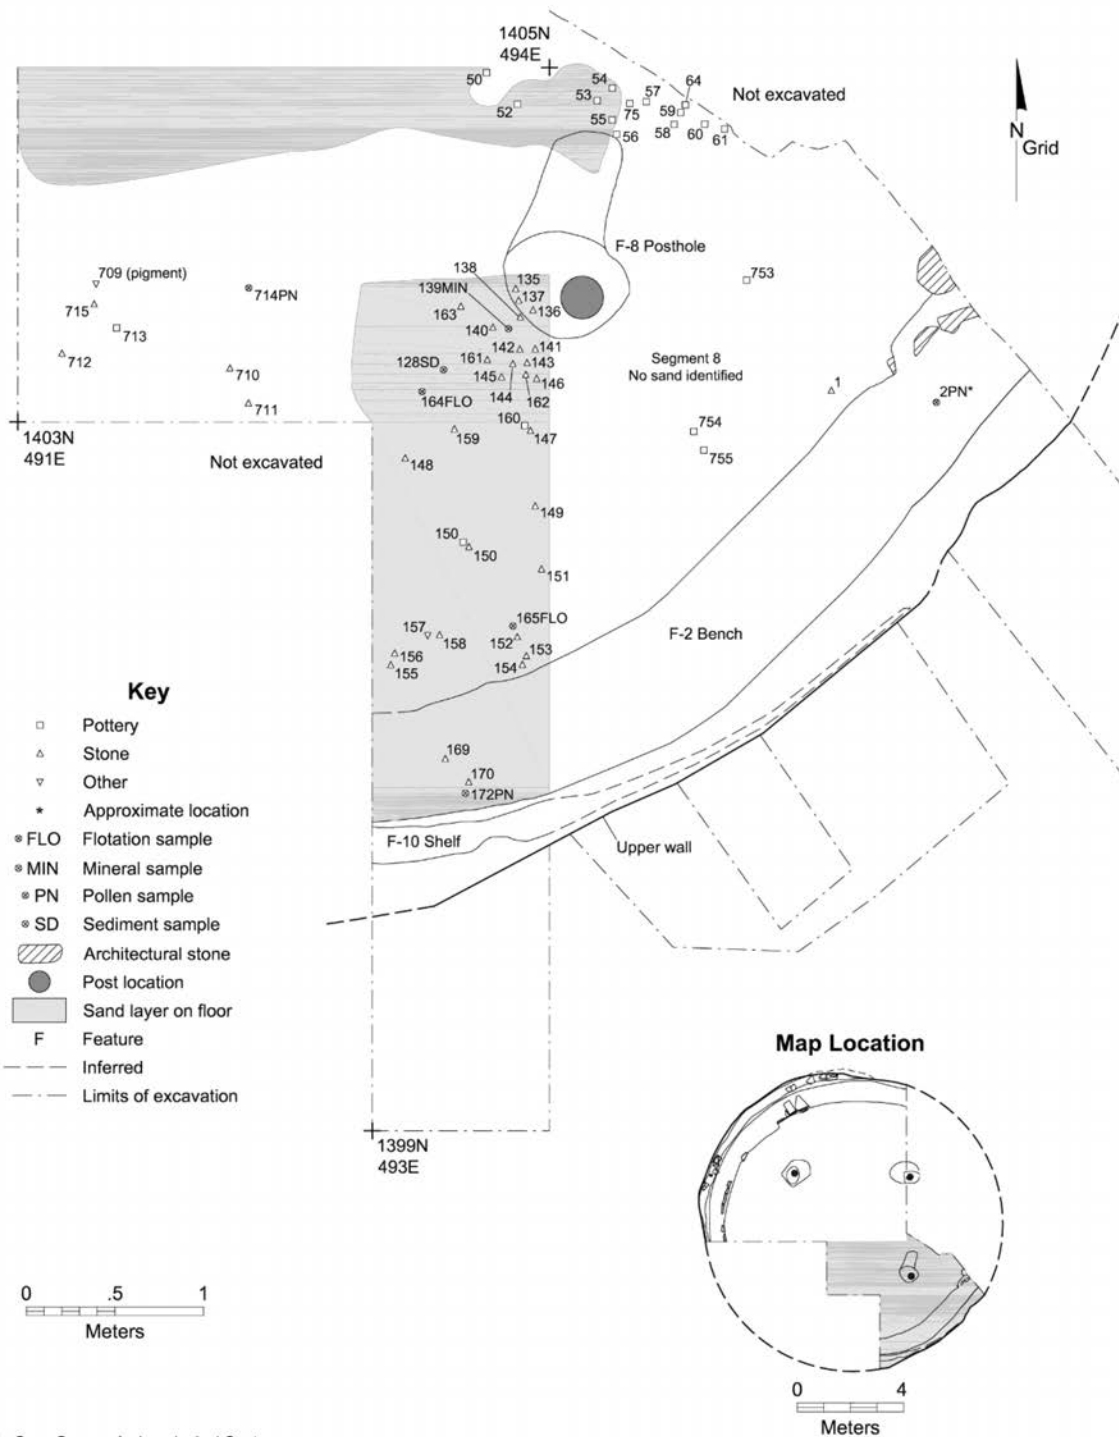 1405N
494E
50
52
54
53
55
56
75
57
64
59
58
60
61
Not excavated
N
Grid
F-8 Posthole
709 (pigment)
715
713
712
714PN
710
711
1403N
491E
Not excavated
138
139MIN
135
137
136
163
140
142
141
161
143
128SD
145
146
144
162
164FLO
160
147
159
148
149
150
150
151
165FLO
157
158
152
153
156
155
154
753
Segment 8
No sand identified
1
2PN*
754
755
F-2 Bench
169
170
172PN
F-10 Shelf
Upper wall
Key
Pottery
Stone
Other
* Approximate location
FLO Flotation sample
MIN Mineral sample
PN Pollen sample
SD Sediment sample
Architectural stone
Post location
Sand layer on floor
F Feature
Inferred
Limits of excavation
1399N
493E
0 .5 1
Meters
Map Location
0 4
Meters